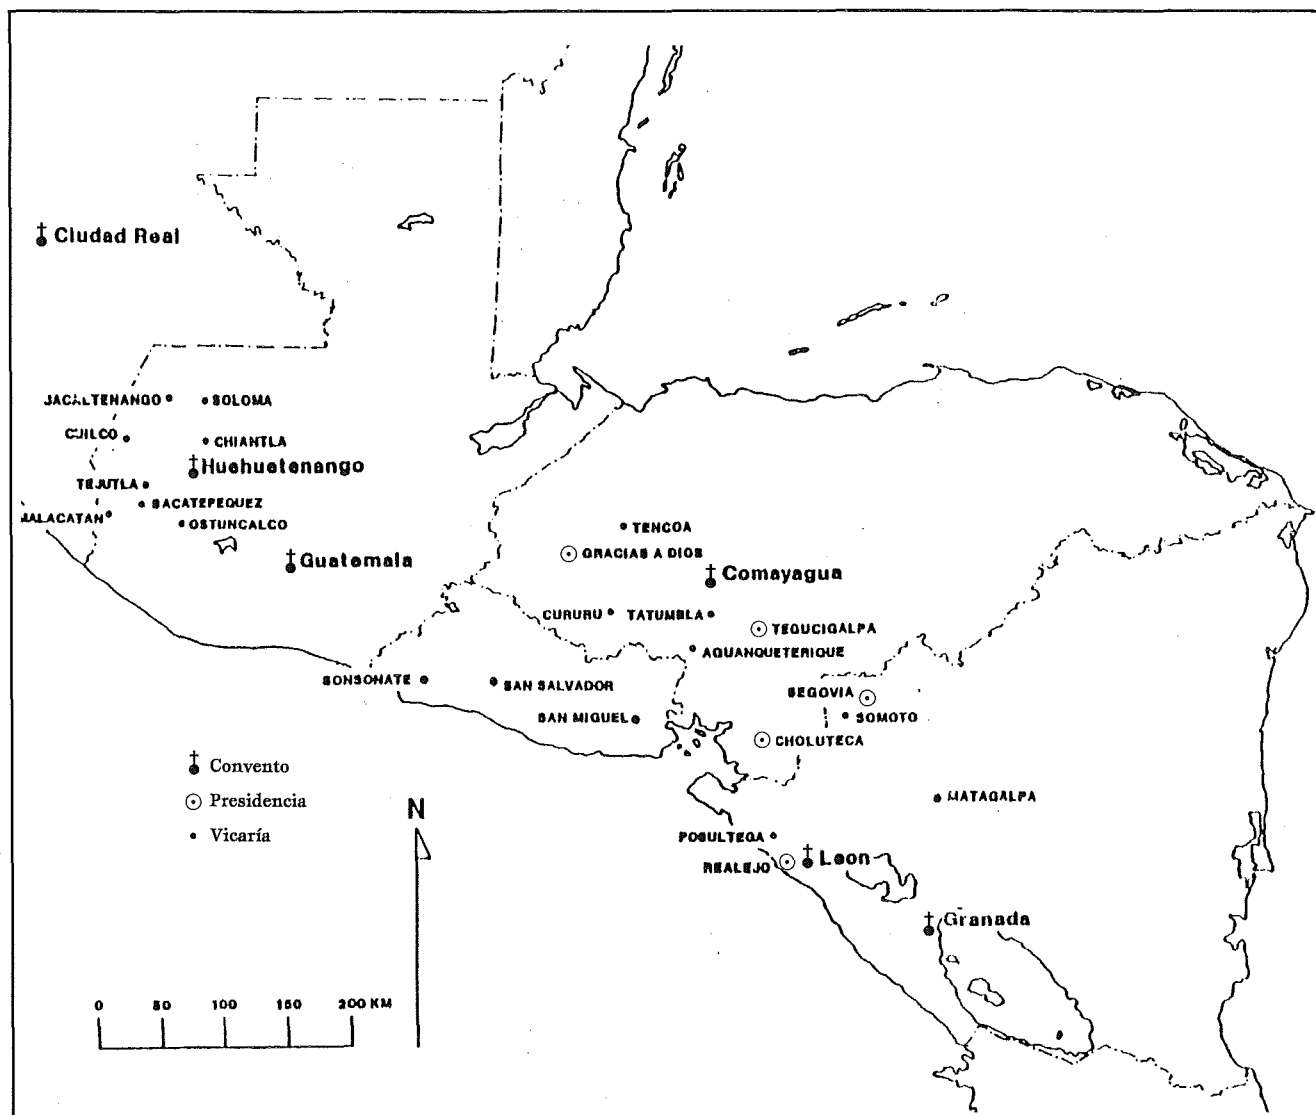 Ciudad Real
JACALTENANGO
SOLOMA
CUILCO
CHIANTLA
Huehuetenango
TEJUTLA
SACATEPEQUEZ
MALACATAN
OSTUNCALCO
Guatemala
TENCOA
GRACIAS A DIOS
Comayagua
CURURU
TATUMBLA
TEGUCIGALPA
AGUANQUETERIQUE
SONSONATE
SAN SALVADOR
SEGOVIA
SAN MIGUEL
SOMOTO
CHOLUTECA
Convento
Presidencia
Vicaría
N
MATAGALPA
POSULTEGA
REALEJO
Leon
Granada
0 50 100 150 200 KM